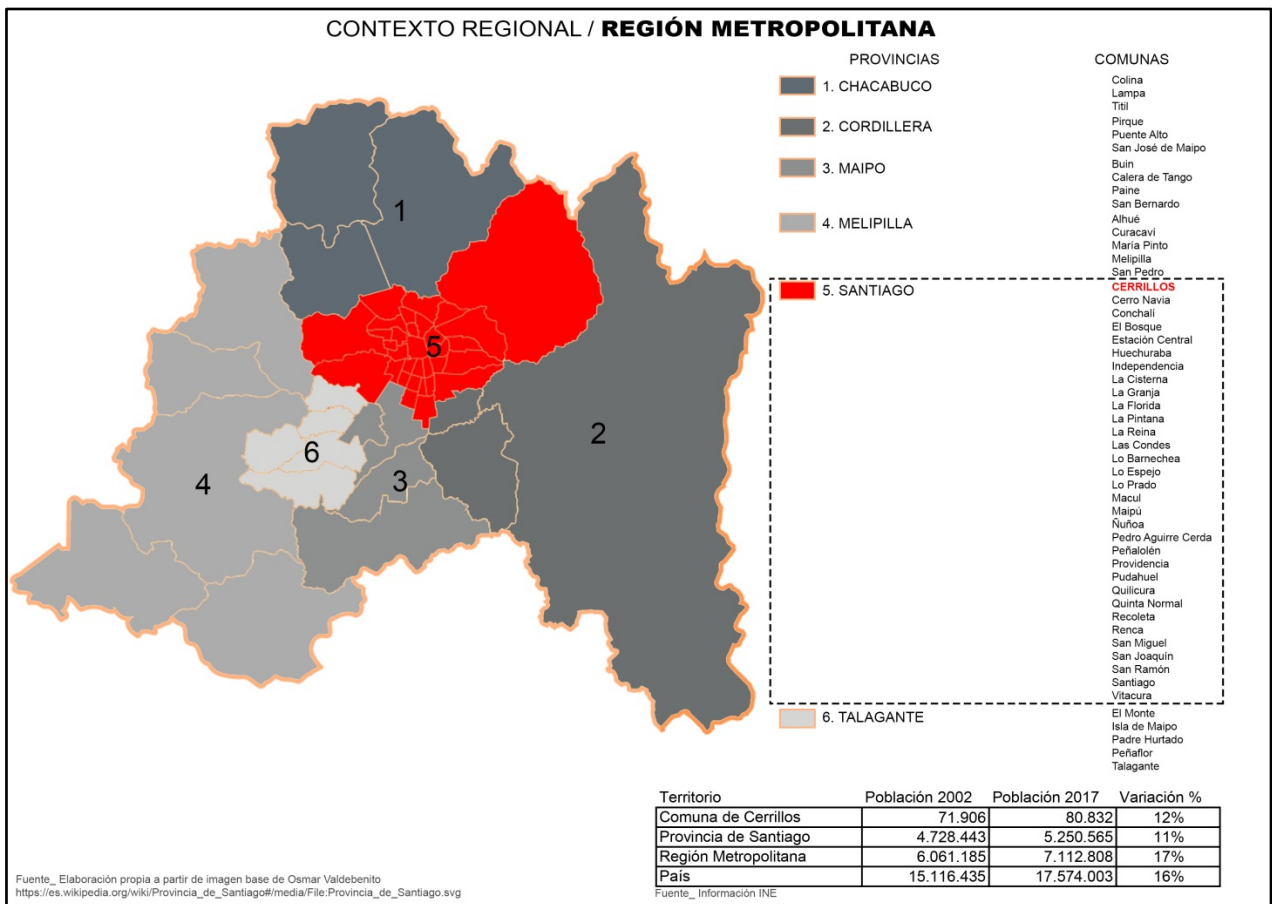 CONTEXTO REGIONAL / REGIÓN METROPOLITANA
PROVINCIAS
COMUNAS
1. CHACABUCO
Colina
Lampa
Titil
2. CORDILLERA
Pirque
Puente Alto
San José de Maipo
3. MAIPO
Buin
Calera de Tango
Paine
San Bernardo
4. MELIPILLA
Alhué
Curacaví
María Pinto
Melipilla
San Pedro
5. SANTIAGO
CERRILLOS
Cerro Navia
Conchalí
El Bosque
Estación Central
Huechuraba
Independencia
La Cisterna
La Granja
La Florida
La Pintana
La Reina
Las Condes
Lo Barnechea
Lo Espejo
Lo Prado
Macul
Maipú
Ñuñoa
Pedro Aguirre Cerda
Peñalolén
Providencia
Pudahuel
Quilicura
Quinta Normal
Recoleta
Renca
San Miguel
San Joaquín
San Ramón
Santiago
Vitacura
6. TALAGANTE
El Monte
Isla de Maipo
Padre Hurtado
Peñaflor
Talagante
1
5
2
6
3
4
Territorio Población 2002 Población 2017 Variación %
Comuna de Cerrillos 71.906 80.832 12%
Provincia de Santiago 4.728.443 5.250.565 11%
Región Metropolitana 6.061.185 7.112.808 17%
País 15.116.435 17.574.003 16%
Fuente_ Información INE
Fuente_ Elaboración propia a partir de imagen base de Osmar Valdebenito
https://es.wikipedia.org/wiki/Provincia_de_Santiago#/media/File:Provincia_de_Santiago.svg